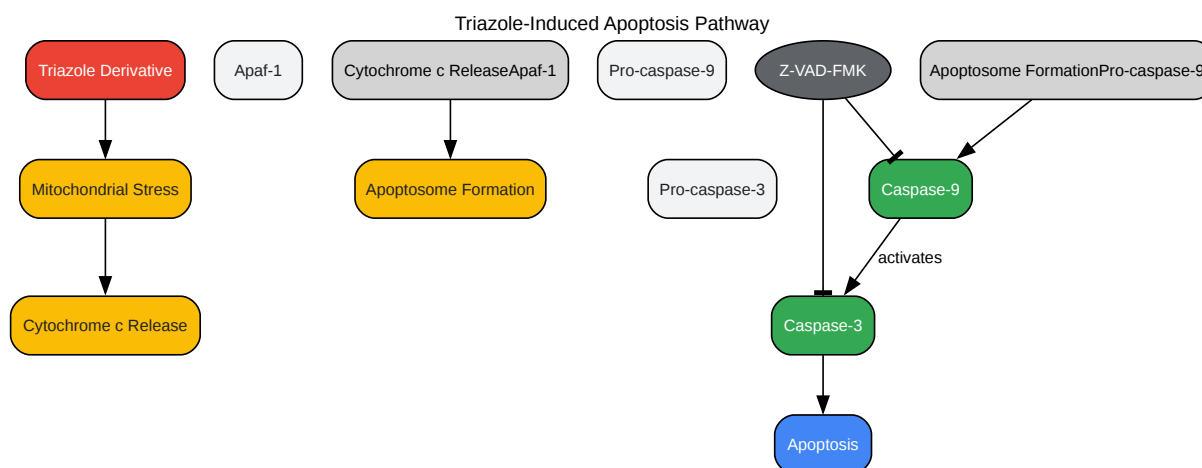 Triazole-Induced Apoptosis Pathway
Triazole Derivative
Apaf-1
Cytochrome c ReleaseApaf-1
Pro-caspase-9
Z-VAD-FMK
Apoptosome FormationPro-caspase-9
Mitochondrial Stress
Apoptosome Formation
Pro-caspase-3
Caspase-9
activates
Cytochrome c Release
Caspase-3
Apoptosis